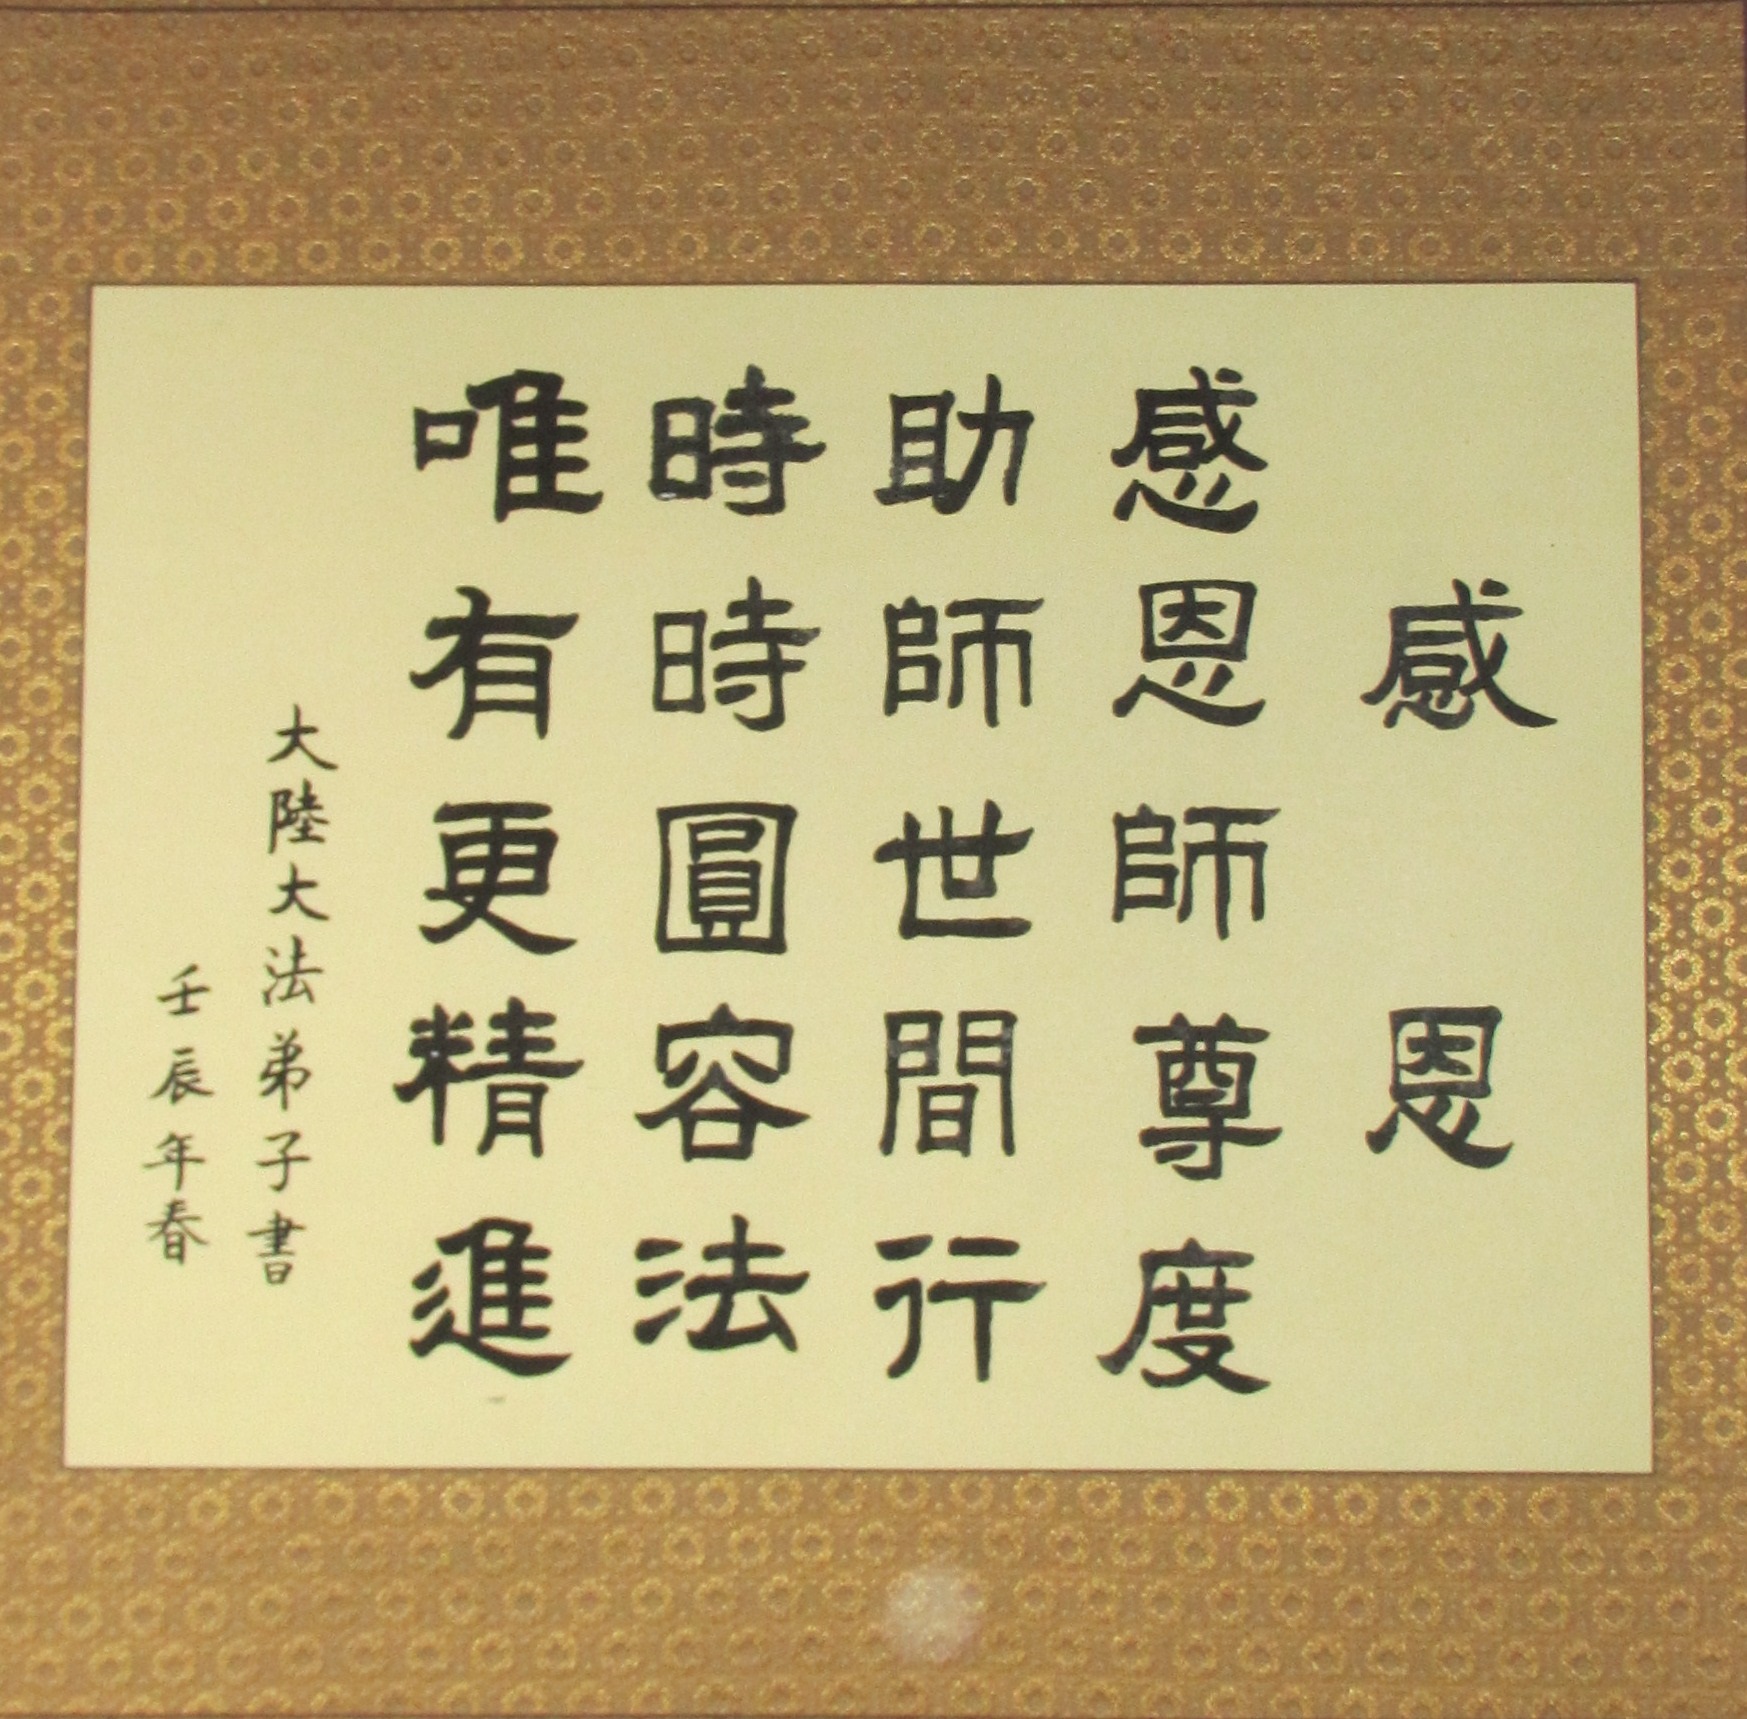 感恩
感恩師尊度
助師世間行
時時圓容法
唯有更精進
大陸大法弟子書
壬辰年春